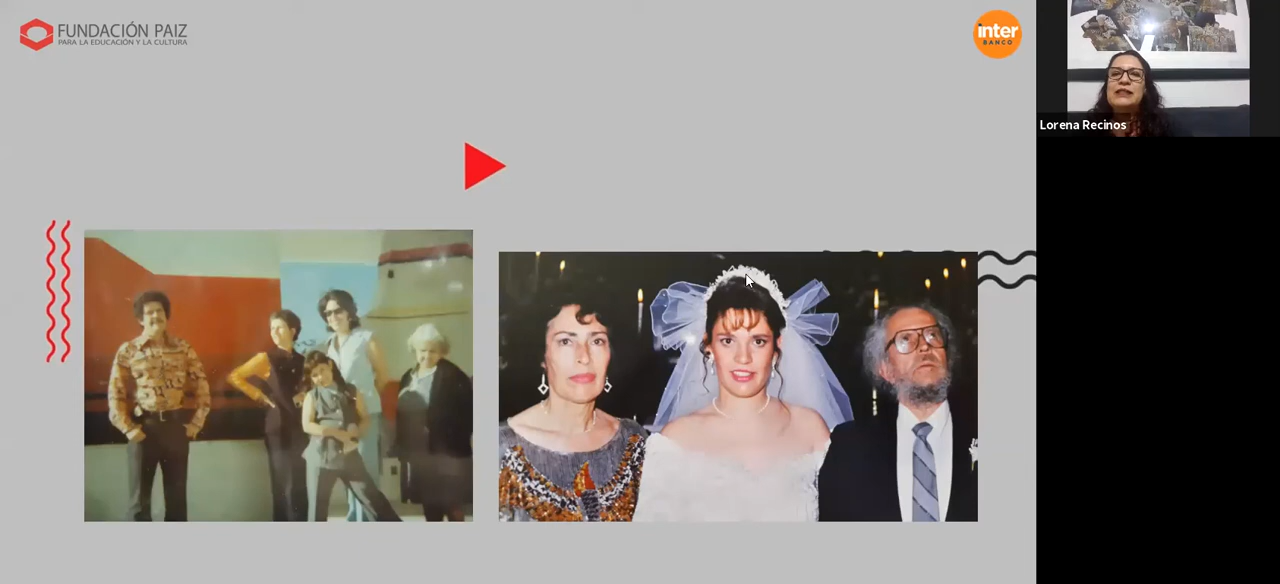 FUNDACIÓN PAIZ
PARA LA EDUCACIÓN Y LA CULTURA
inter
BANCO
Lorena Recinos